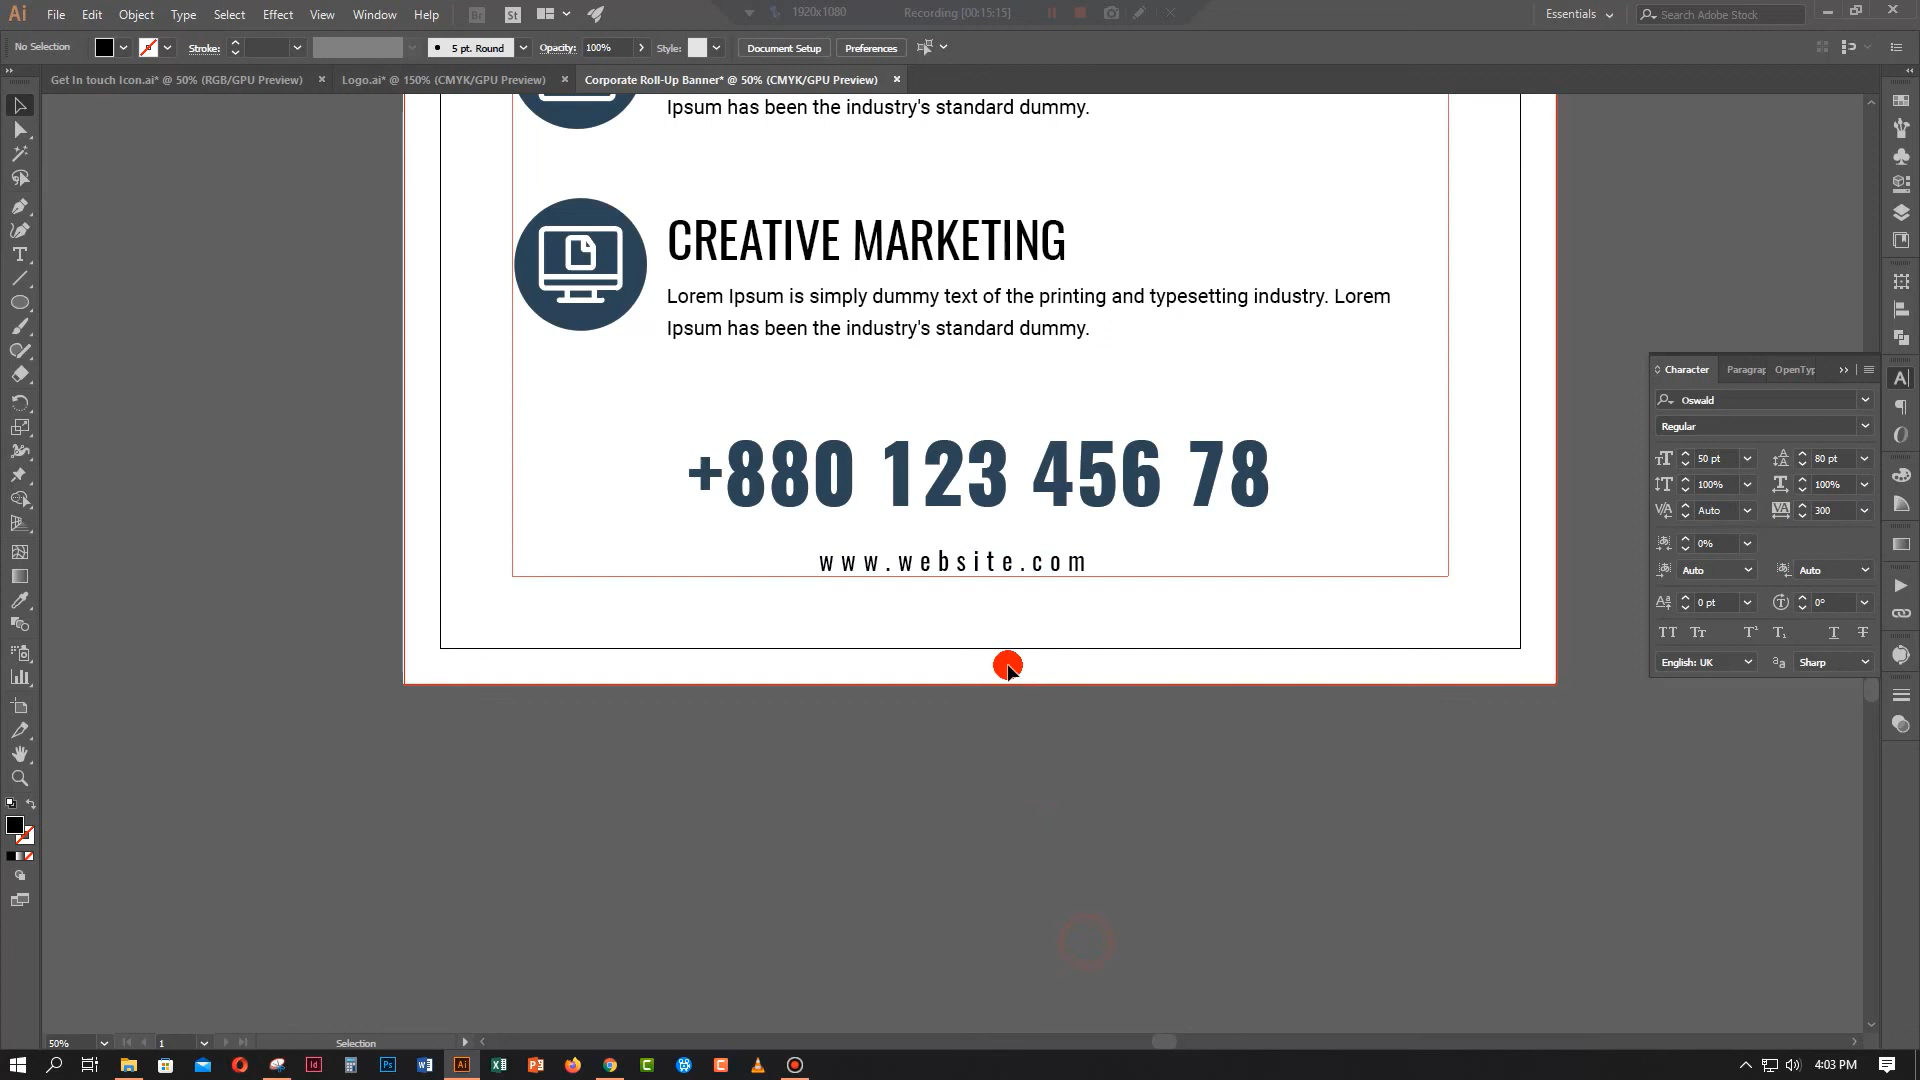 Ai File Edit Object Type Select Effect View Window Help Br St 1920x1080 Recording [00:15:15] Essentials Search Adobe Stock
No Selection Stroke: 5 pt. Round Opacity: 100% Style: Document Setup Preferences
Get In touch Icon.ai* @ 50% (RGB/GPU Preview) × Logo.ai* @ 150% (CMYK/GPU Preview) × Corporate Roll-Up Banner* @ 50% (CMYK/GPU Preview) ×
Ipsum has been the industry's standard dummy.
CREATIVE MARKETING
Lorem Ipsum is simply dummy text of the printing and typesetting industry. Lorem
Ipsum has been the industry's standard dummy.
+880 123 456 78
www.website.com
Character Paragrap OpenTyp
Oswald
Regular
50 pt 80 pt
100% 100%
Auto 300
0%
Auto Auto
0 pt 0°
English: UK Sharp
50% 1 Selection
4:03 PM